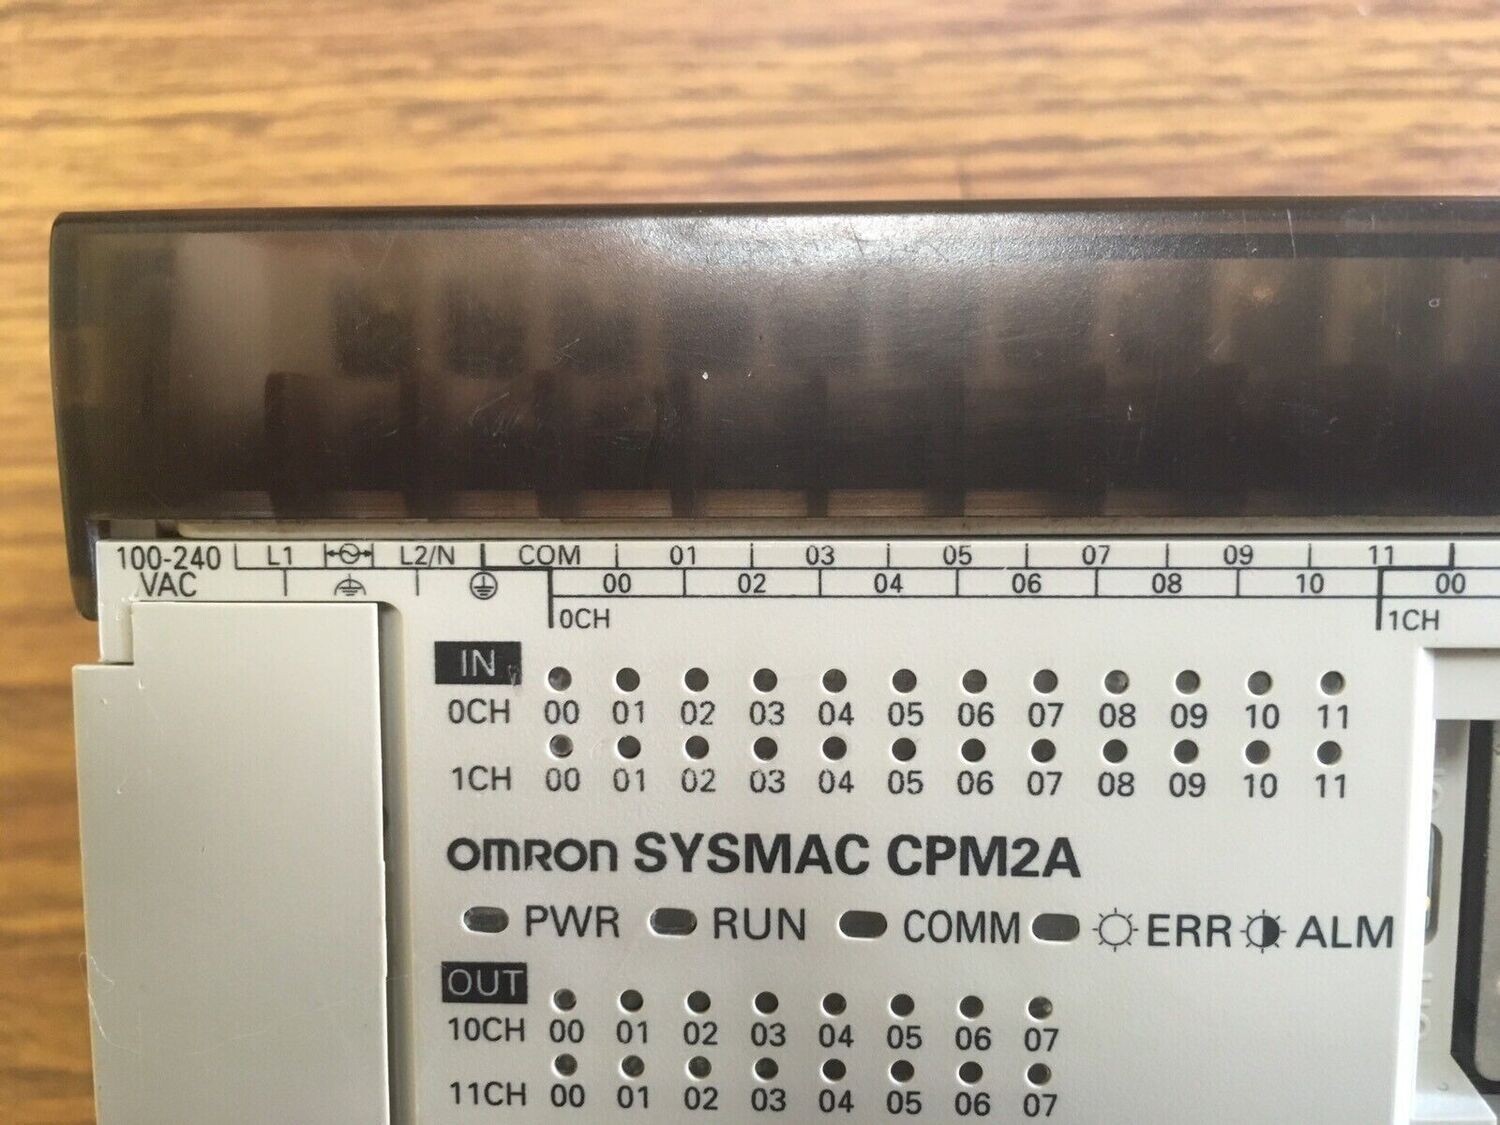 100-240 L1 L2/N COM 01 03 05 07 09 11
VAC 00 02 04 06 08 10 00
0CH 1CH
IN
0CH 00 01 02 03 04 05 06 07 08 09 10 11
1CH 00 01 02 03 04 05 06 07 08 09 10 11
OMRON SYSMAC CPM2A
PWR RUN COMM ERR ALM
OUT
10CH 00 01 02 03 04 05 06 07
11CH 00 01 02 03 04 05 06 07